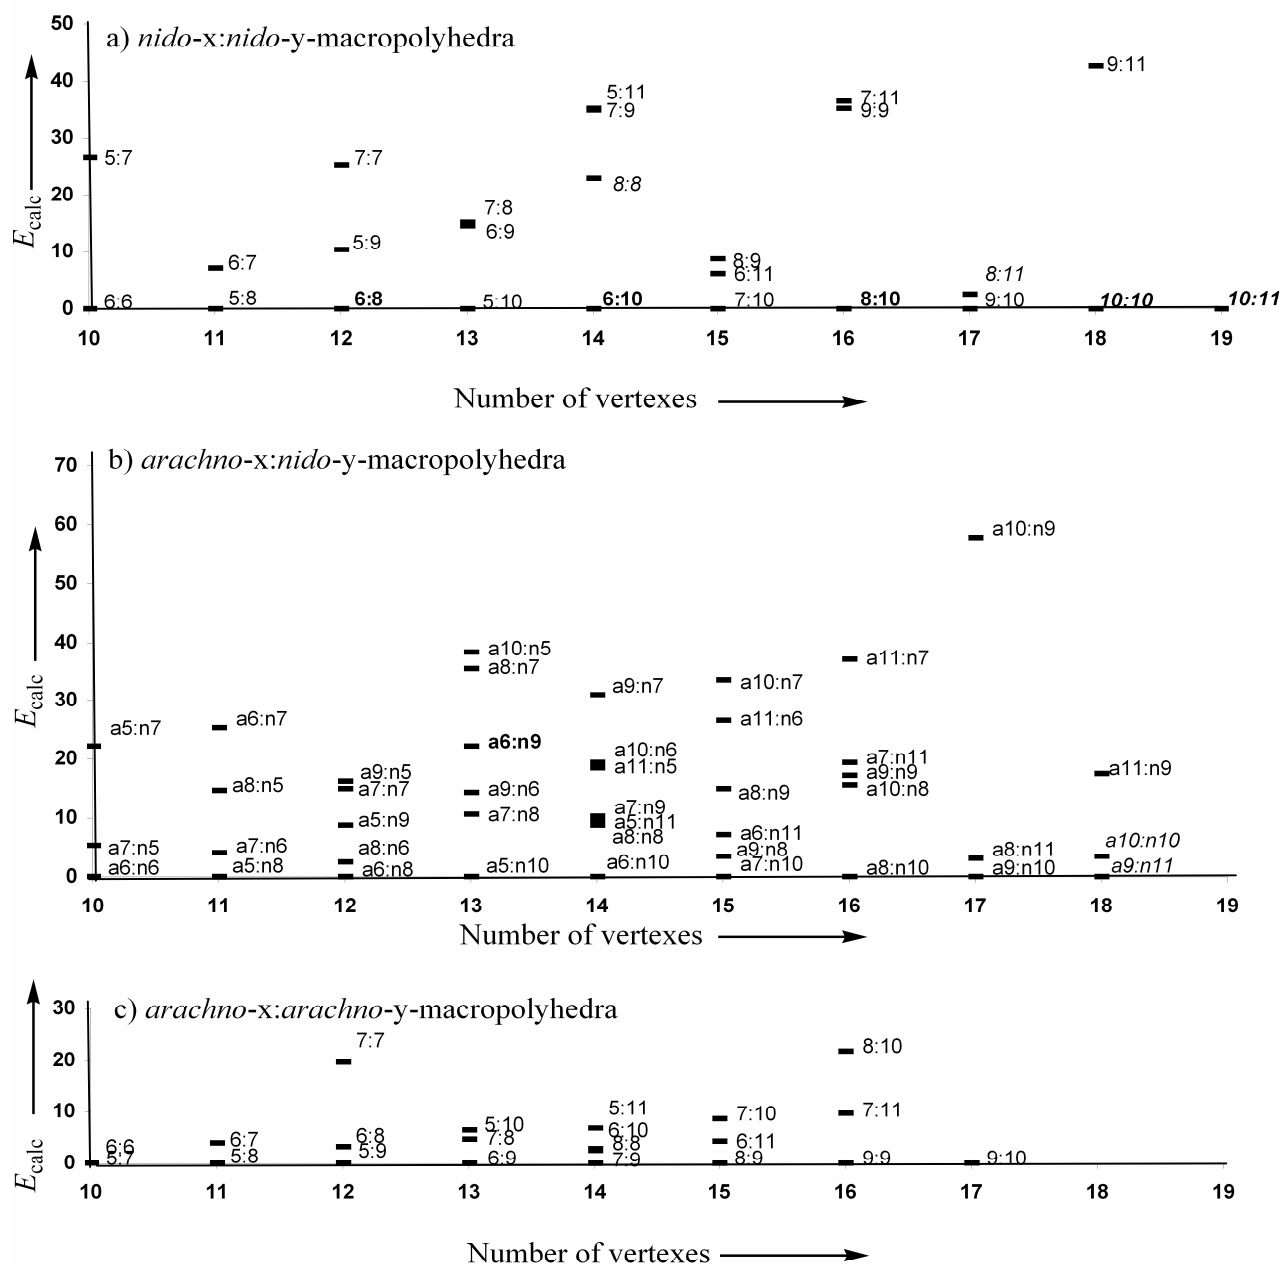 a) nido-x:nido-y-macropolyhedra
50
40
30
20
10
0
E calc
5:7
6:6
6:7
5:8
7:7
5:9
6:8
7:8
6:9
5:10
5:11
7:9
8:8
6:10
8:9
6:11
7:10
7:11
9:9
8:10
8:11
9:10
9:11
10:10
10:11
10 11 12 13 14 15 16 17 18 19
Number of vertexes
b) arachno-x:nido-y-macropolyhedra
70
60
50
40
30
20
10
0
E calc
a5:n7
a7:n5
a6:n6
a6:n7
a8:n5
a7:n6
a5:n8
a9:n5
a7:n7
a5:n9
a8:n6
a6:n8
a10:n5
a8:n7
a6:n9
a9:n6
a7:n8
a5:n10
a9:n7
a10:n6
a11:n5
a7:n9
a5:n11
a8:n8
a6:n10
a10:n7
a11:n6
a8:n9
a6:n11
a9:n8
a7:n10
a11:n7
a7:n11
a9:n9
a10:n8
a8:n10
a10:n9
a8:n11
a9:n10
a11:n9
a10:n10
a9:n11
10 11 12 13 14 15 16 17 18 19
Number of vertexes
c) arachno-x:arachno-y-macropolyhedra
30
20
10
0
E calc
6:6
5:7
6:7
5:8
7:7
6:8
5:9
5:10
7:8
6:9
5:11
6:10
8:8
7:9
7:10
6:11
8:9
8:10
7:11
9:9
9:10
10 11 12 13 14 15 16 17 18 19
Number of vertexes